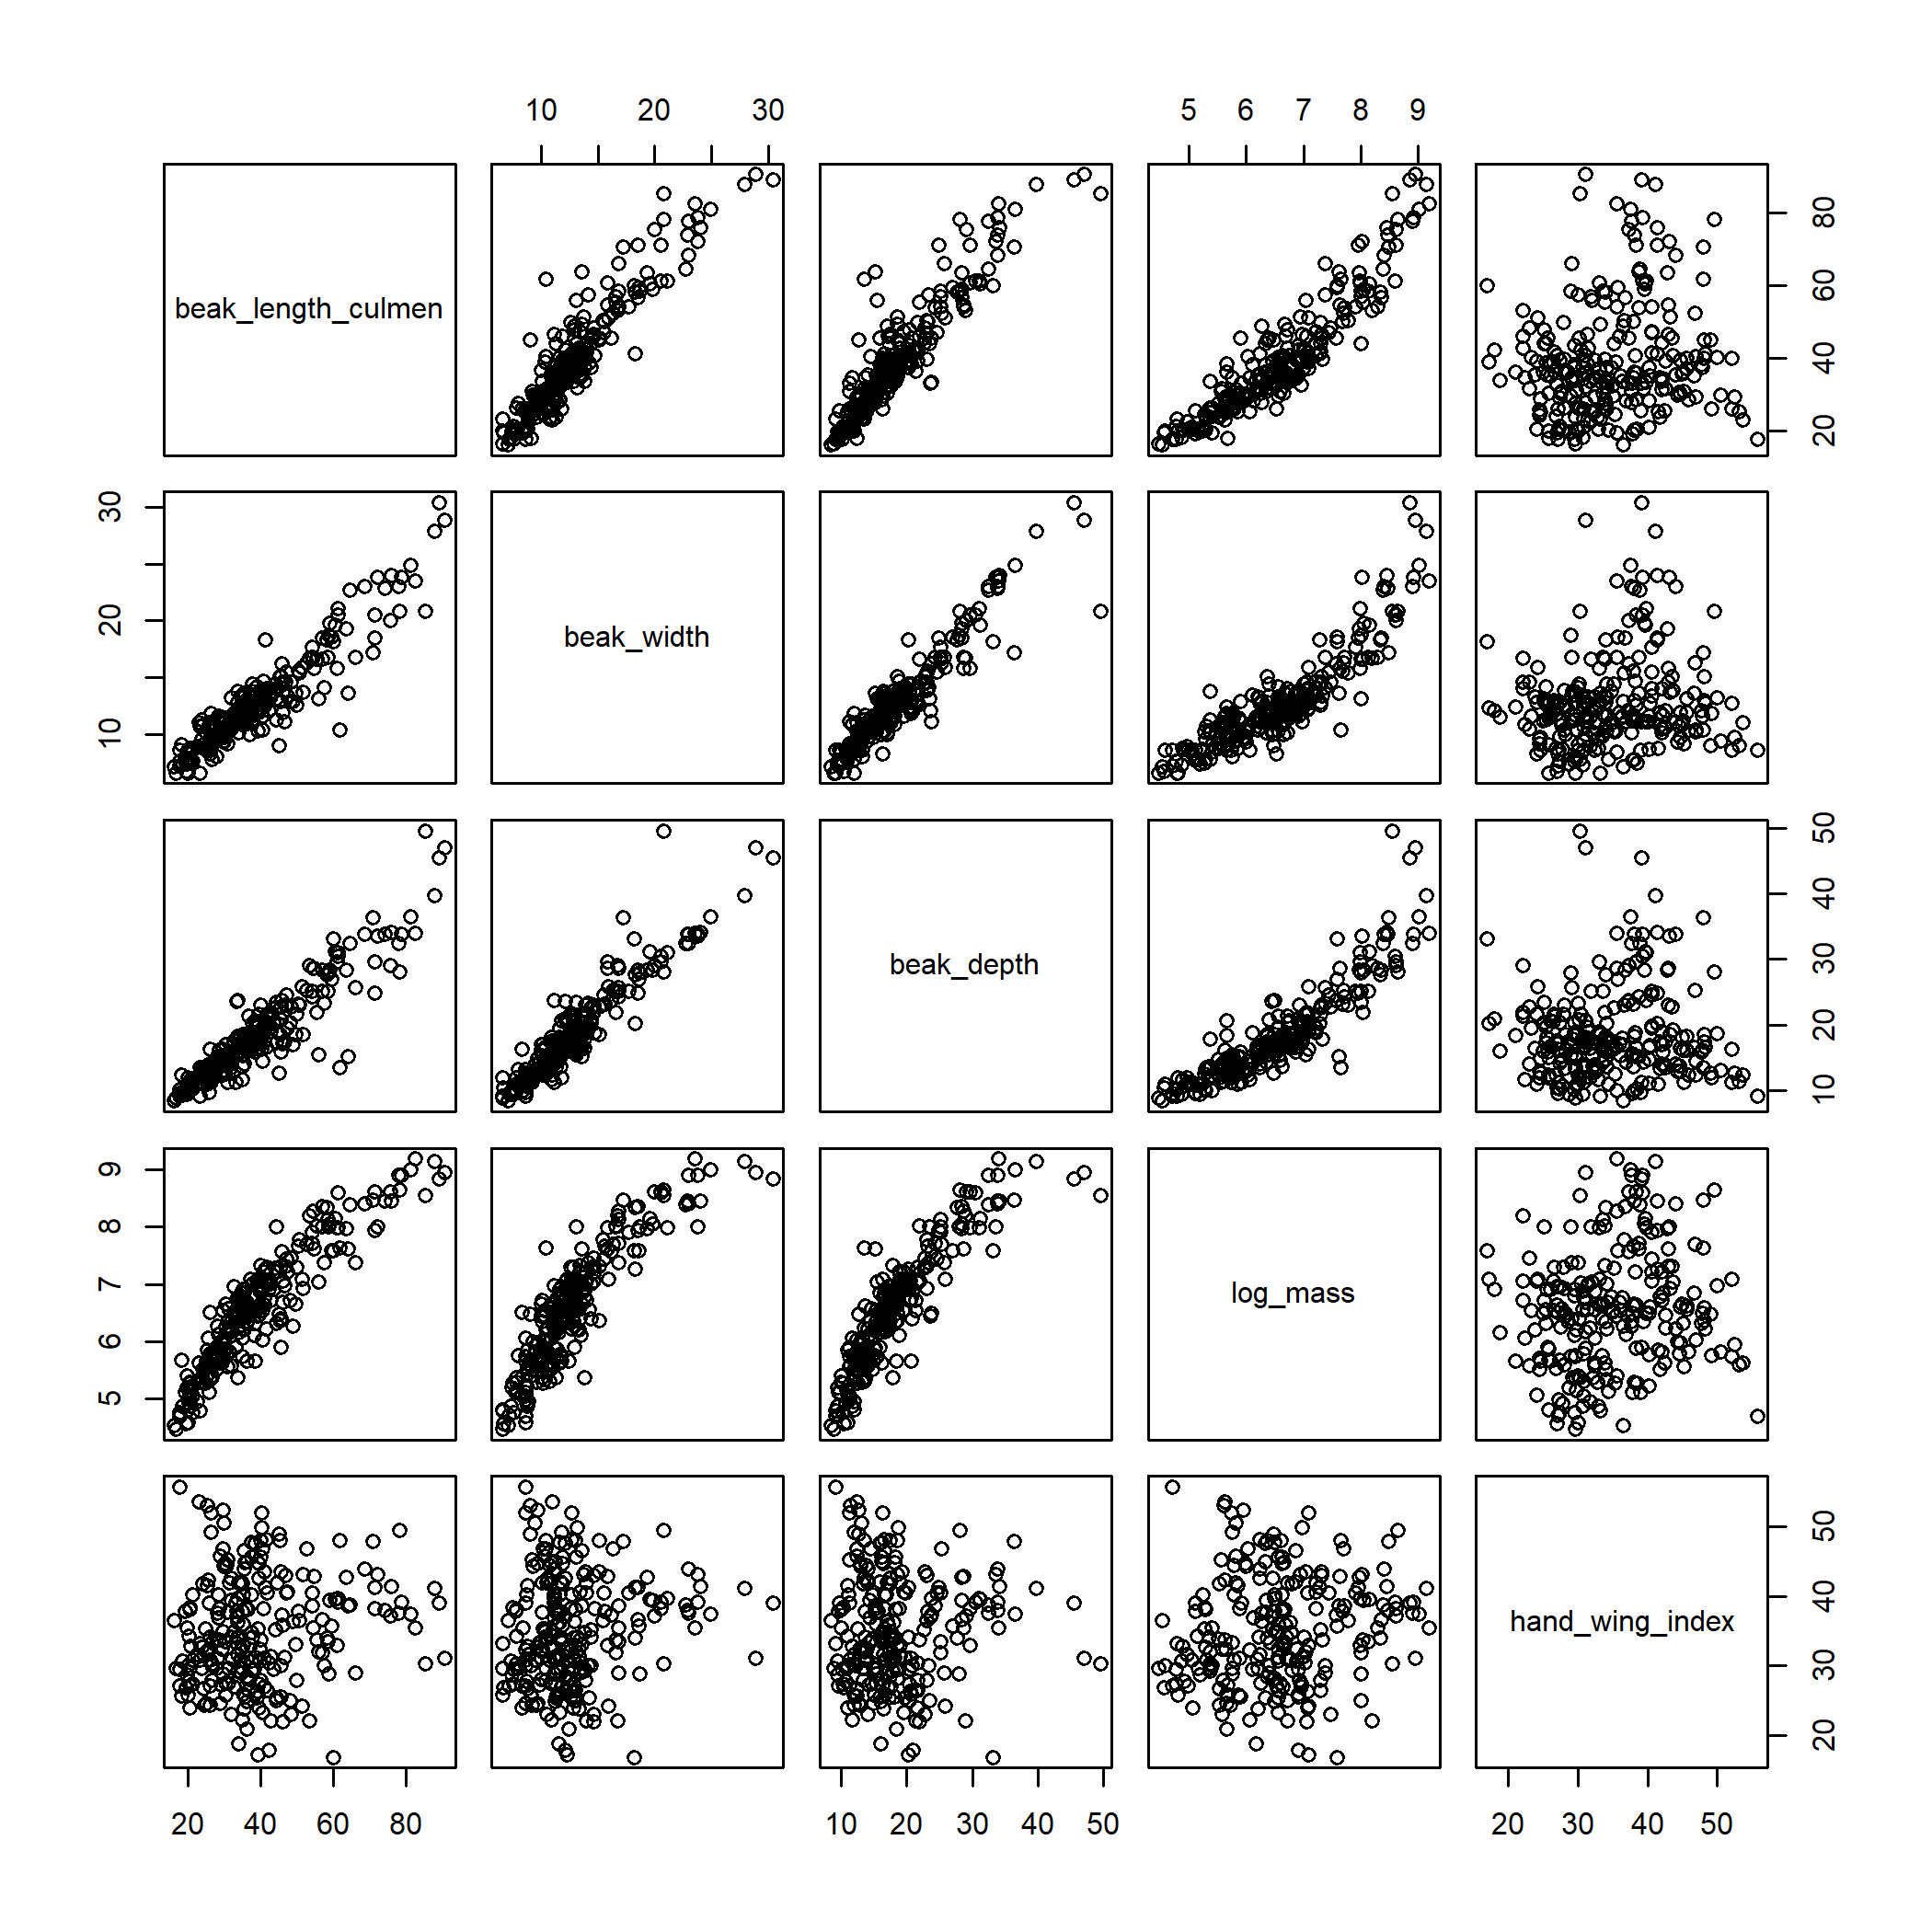 10 20 30 5 6 7 8 9
beak_length_culmen
20 40 60 80
10 20 30
beak_width
beak_depth
10 20 30 40 50
5 6 7 8 9
log_mass
hand_wing_index
20 30 40 50
20 40 60 80 10 20 30 40 50 20 30 40 50